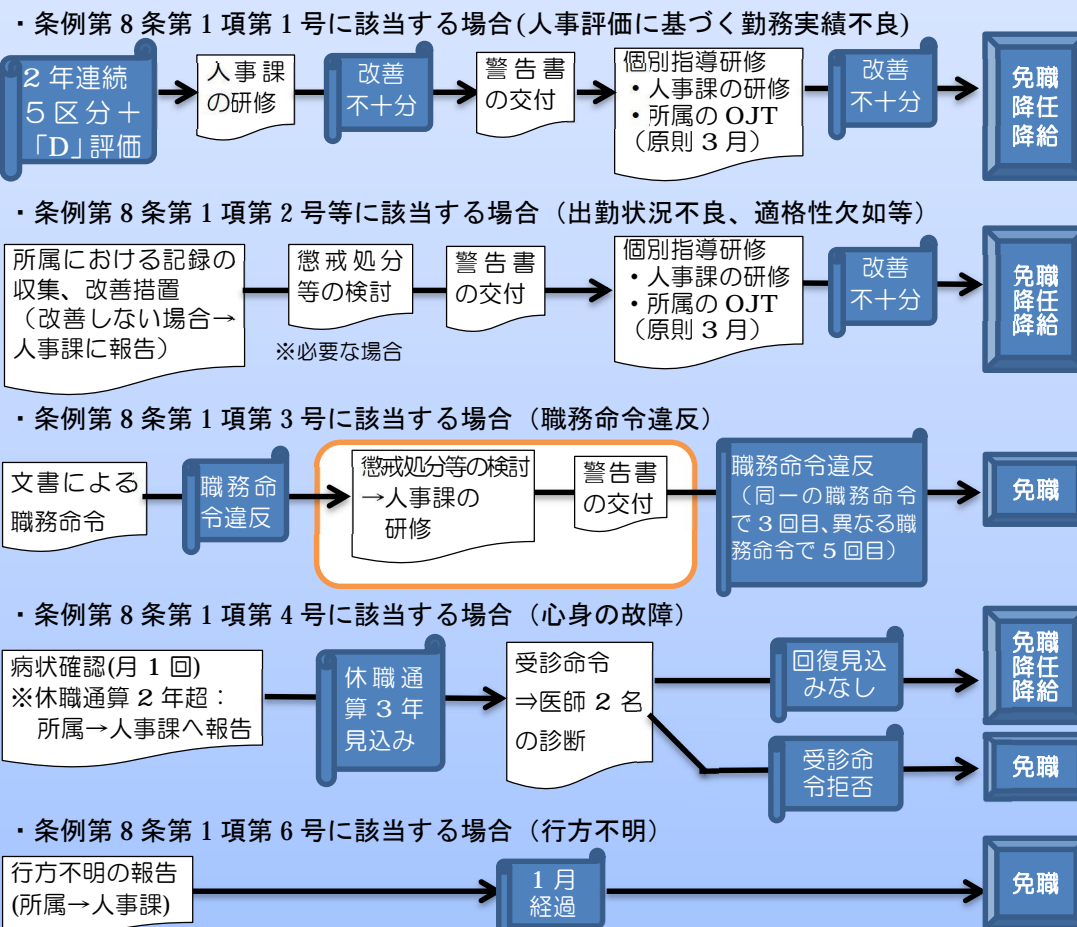 ・条例第8条第1項第1号に該当する場合(人事評価に基づく勤務実績不良)
2年連続
5区分＋
「D」評価
人事課
の研修
改善
不十分
警告書
の交付
個別指導研修
・人事課の研修
・所属のOJT
（原則3月）
改善
不十分
免職
降任
降給
・条例第8条第1項第2号等に該当する場合（出勤状況不良、適格性欠如等）
所属における記録の
収集、改善措置
（改善しない場合→
人事課に報告）
懲戒処分
等の検討
※必要な場合
警告書
の交付
個別指導研修
・人事課の研修
・所属のOJT
（原則3月）
改善
不十分
免職
降任
降給
・条例第8条第1項第3号に該当する場合（職務命令違反）
文書による
職務命令
職務命
令違反
懲戒処分等の検討
→人事課の
研修
警告書
の交付
職務命令違反
（同一の職務命令
で3回目、異なる職
務命令で5回目）
免職
・条例第8条第1項第4号に該当する場合（心身の故障）
病状確認(月1回)
※休職通算2年超：
所属→人事課へ報告
休職通
算3年
見込み
受診命令
⇒医師2名
の診断
回復見込
みなし
免職
降任
降給
受診命
令拒否
免職
・条例第8条第1項第6号に該当する場合（行方不明）
行方不明の報告
(所属→人事課)
1月
経過
免職